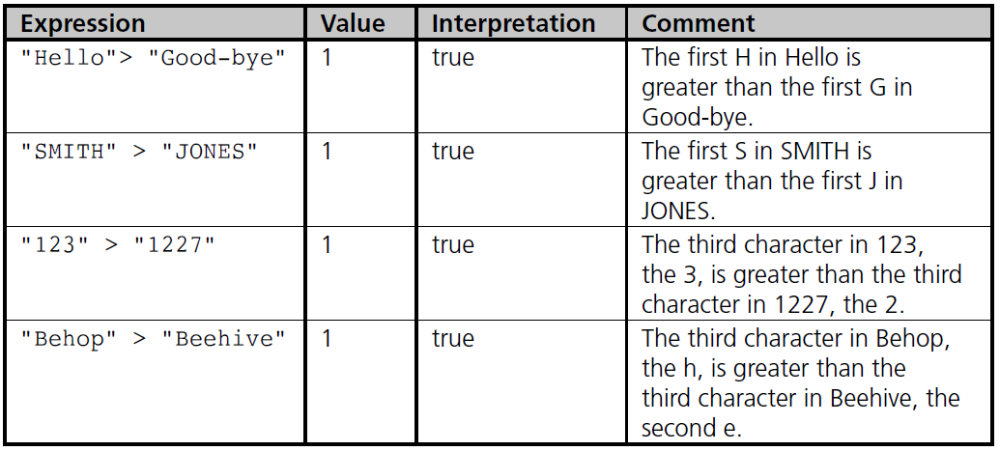 Expression Value Interpretation Comment
"Hello"> "Good-bye" 1 true The first H in Hello is
greater than the first G in
Good-bye.
"SMITH" > "JONES" 1 true The first S in SMITH is
greater than the first J in
JONES.
"123" > "1227" 1 true The third character in 123,
the 3, is greater than the third
character in 1227, the 2.
"Behop" > "Beehive" 1 true The third character in Behop,
the h, is greater than the
third character in Beehive, the
second e.